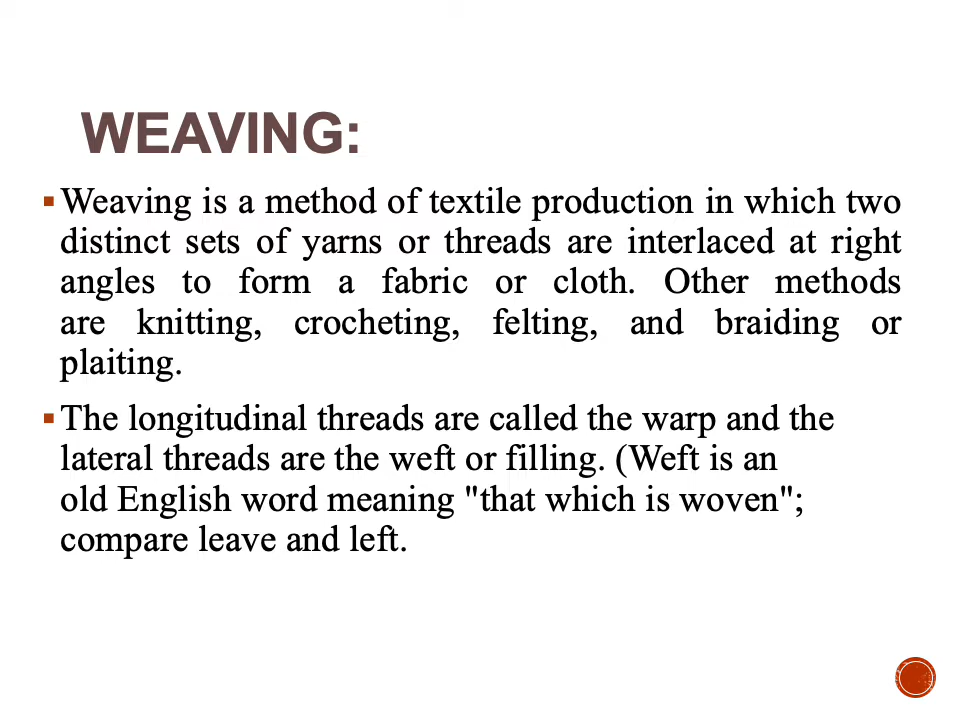 WEAVING:
▪Weaving is a method of textile production in which two
distinct sets of yarns or threads are interlaced at right
angles to form a fabric or cloth. Other methods
are knitting, crocheting, felting, and braiding or
plaiting.
▪The longitudinal threads are called the warp and the
lateral threads are the weft or filling. (Weft is an
old English word meaning "that which is woven";
compare leave and left.